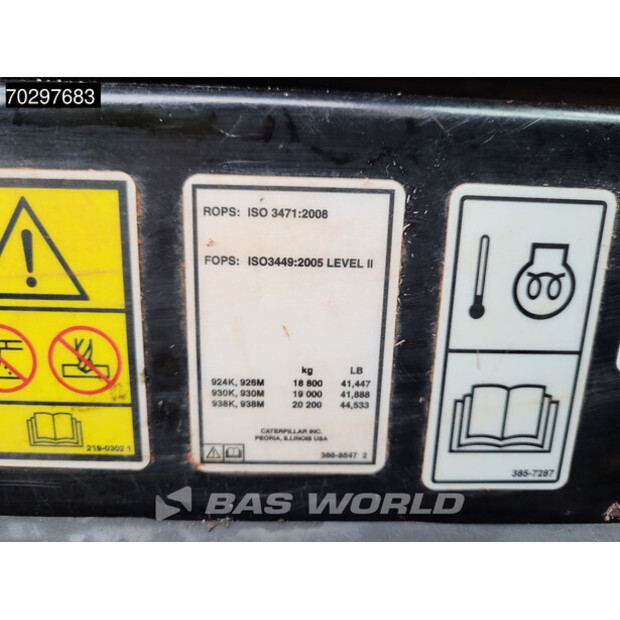 70297683
ROPS: ISO 3471:2008
FOPS: ISO3449:2005 LEVEL II
kg LB
924K, 926M 18 800 41,447
930K, 930M 19 000 41,888
938K, 938M 20 200 44,533
CATERPILLAR INC.
PEORIA, ILLINOIS USA
2
219-0302 1
385-7287
BAS WORLD